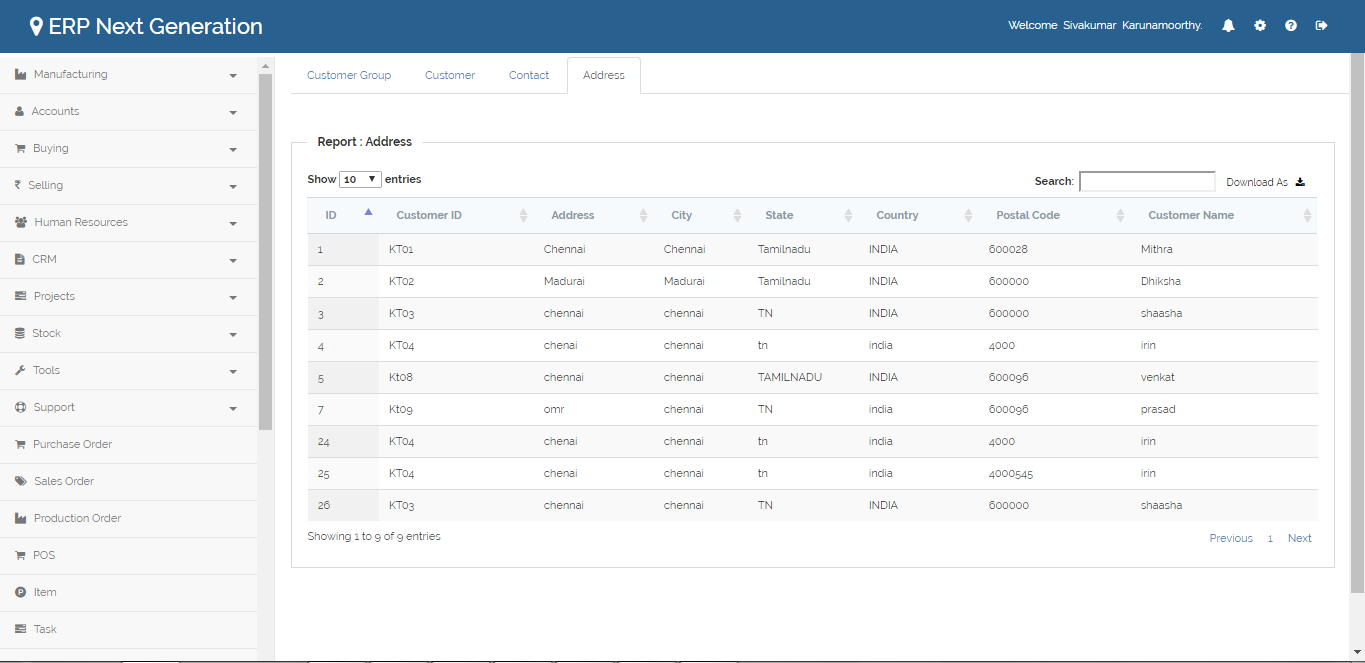 ERP Next Generation
Welcome Sivakumar Karunamoorthy.
Manufacturing
Accounts
Buying
Selling
Human Resources
CRM
Projects
Stock
Tools
Support
Purchase Order
Sales Order
Production Order
POS
Item
Task
Customer Group Customer Contact Address
Report : Address
Show 10 entries
Search: Download As
ID Customer ID Address City State Country Postal Code Customer Name
1 KT01 Chennai Chennai Tamilnadu INDIA 600028 Mithra
2 KT02 Madurai Madurai Tamilnadu INDIA 600000 Dhiksha
3 KT03 chennai chennai TN INDIA 600000 shaasha
4 KT04 chenai chennai tn india 4000 irin
5 Kt08 chennai chennai TAMILNADU INDIA 600096 venkat
7 Kt09 omr chennai TN india 600096 prasad
24 KT04 chenai chennai tn india 4000 irin
25 KT04 chenai chennai tn india 4000545 irin
26 KT03 chennai chennai TN INDIA 600000 shaasha
Showing 1 to 9 of 9 entries
Previous 1 Next